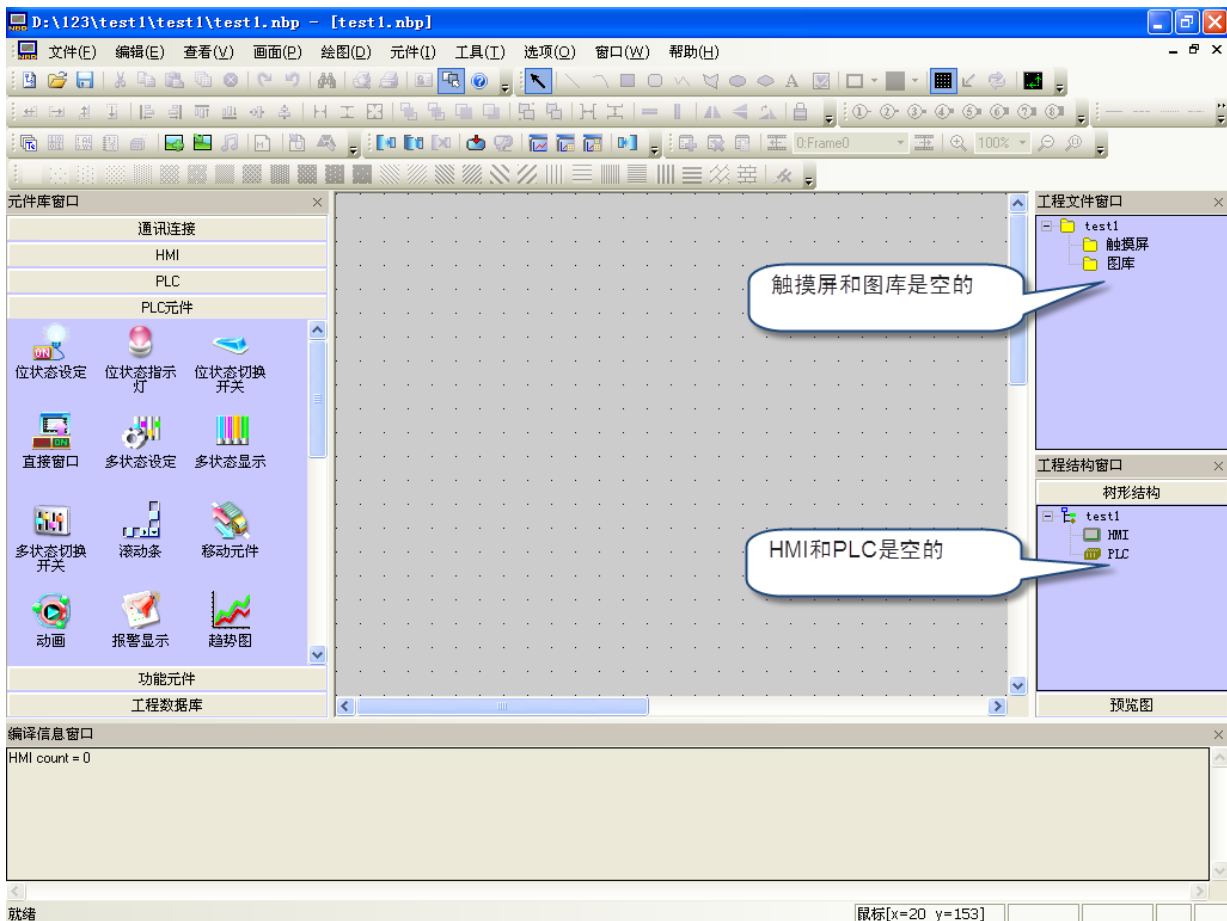 D:\123\test1\test1\test1.nbp - [test1.nbp]
文件(F) 编辑(E) 查看(V) 画面(P) 绘图(D) 元件(I) 工具(T) 选项(O) 窗口(W) 帮助(H)
0:Frame0 100%
元件库窗口
通讯连接
HMI
PLC
PLC元件
位状态设定
位状态指示灯
位状态切换开关
直接窗口
多状态设定
多状态显示
多状态切换开关
滚动条
移动元件
动画
报警显示
趋势图
功能元件
工程数据库
触摸屏和图库是空的
HMI和PLC是空的
工程文件窗口
test1
触摸屏
图库
工程结构窗口
树形结构
test1
HMI
PLC
预览图
编译信息窗口
HMI count = 0
就绪
鼠标[x=20 y=153]